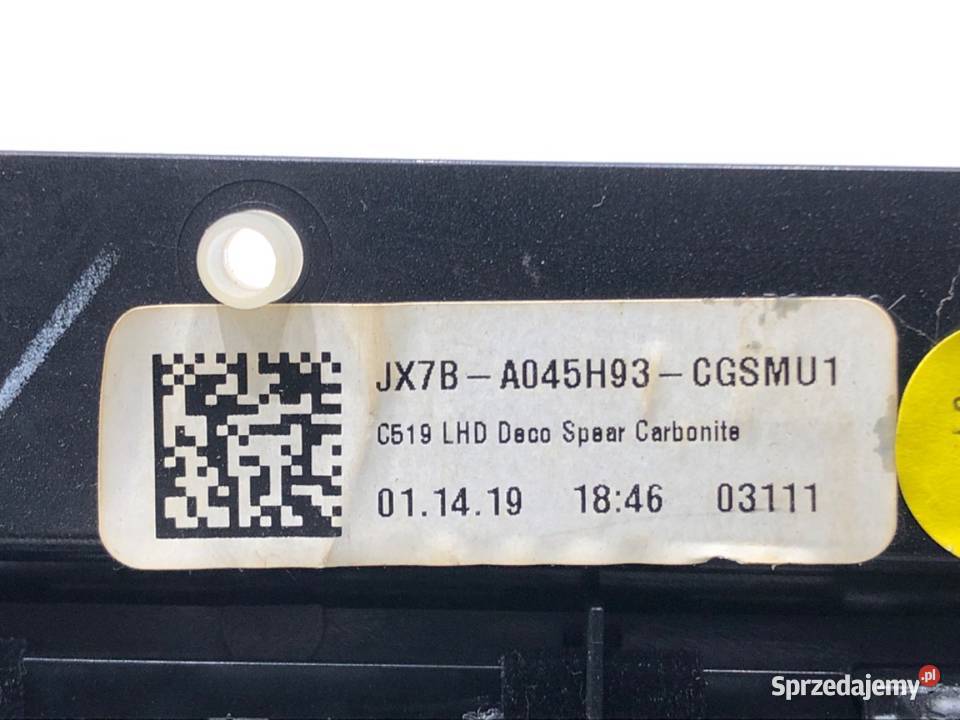 JX7B-A045H93-CGSMU1
C519 LHD Deco Spear Carbonite
01.14.19 18:46 03111
Sprzedajemy.pl